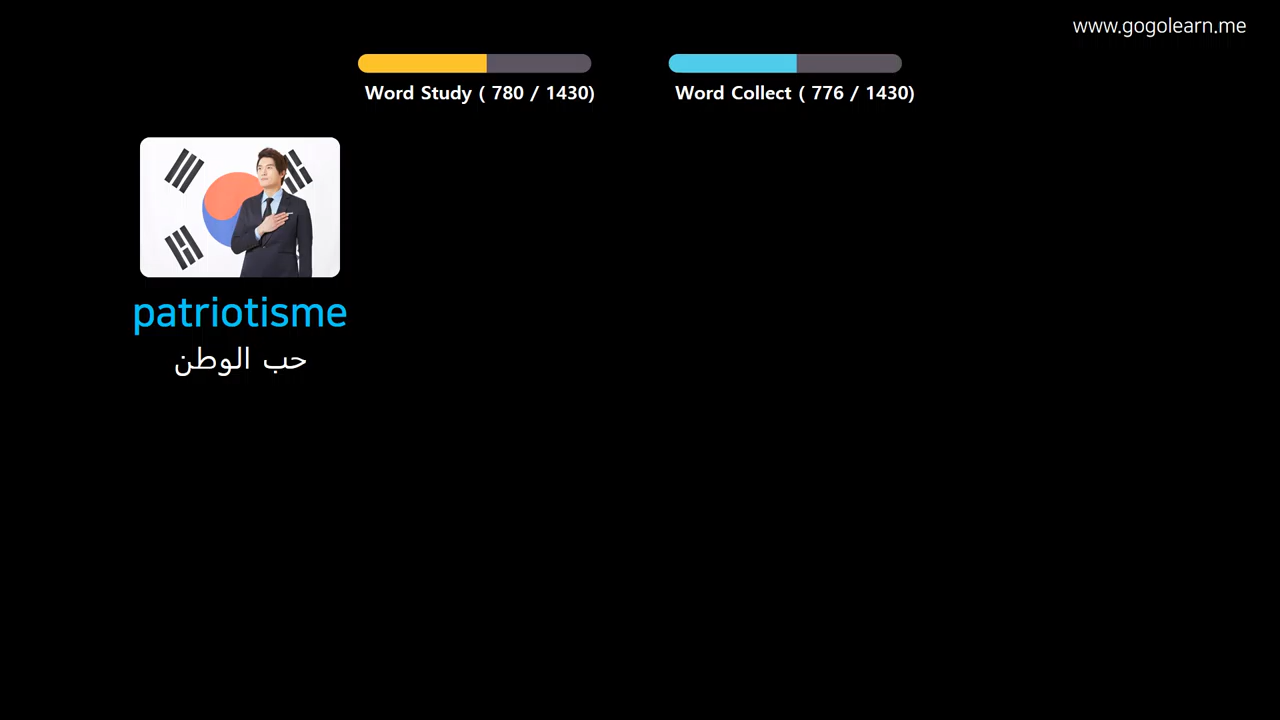 www.gogolearn.me
Word Study ( 780 / 1430)
Word Collect ( 776 / 1430)
patriotisme
حب الوطن